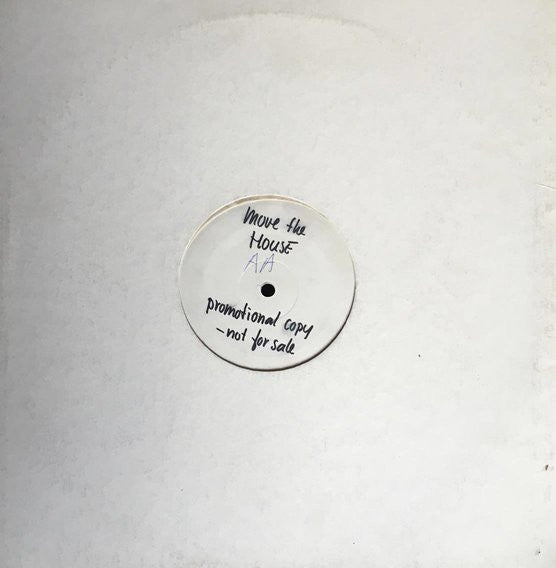 move the
HOUSE
AA
promotional copy
-not for sale